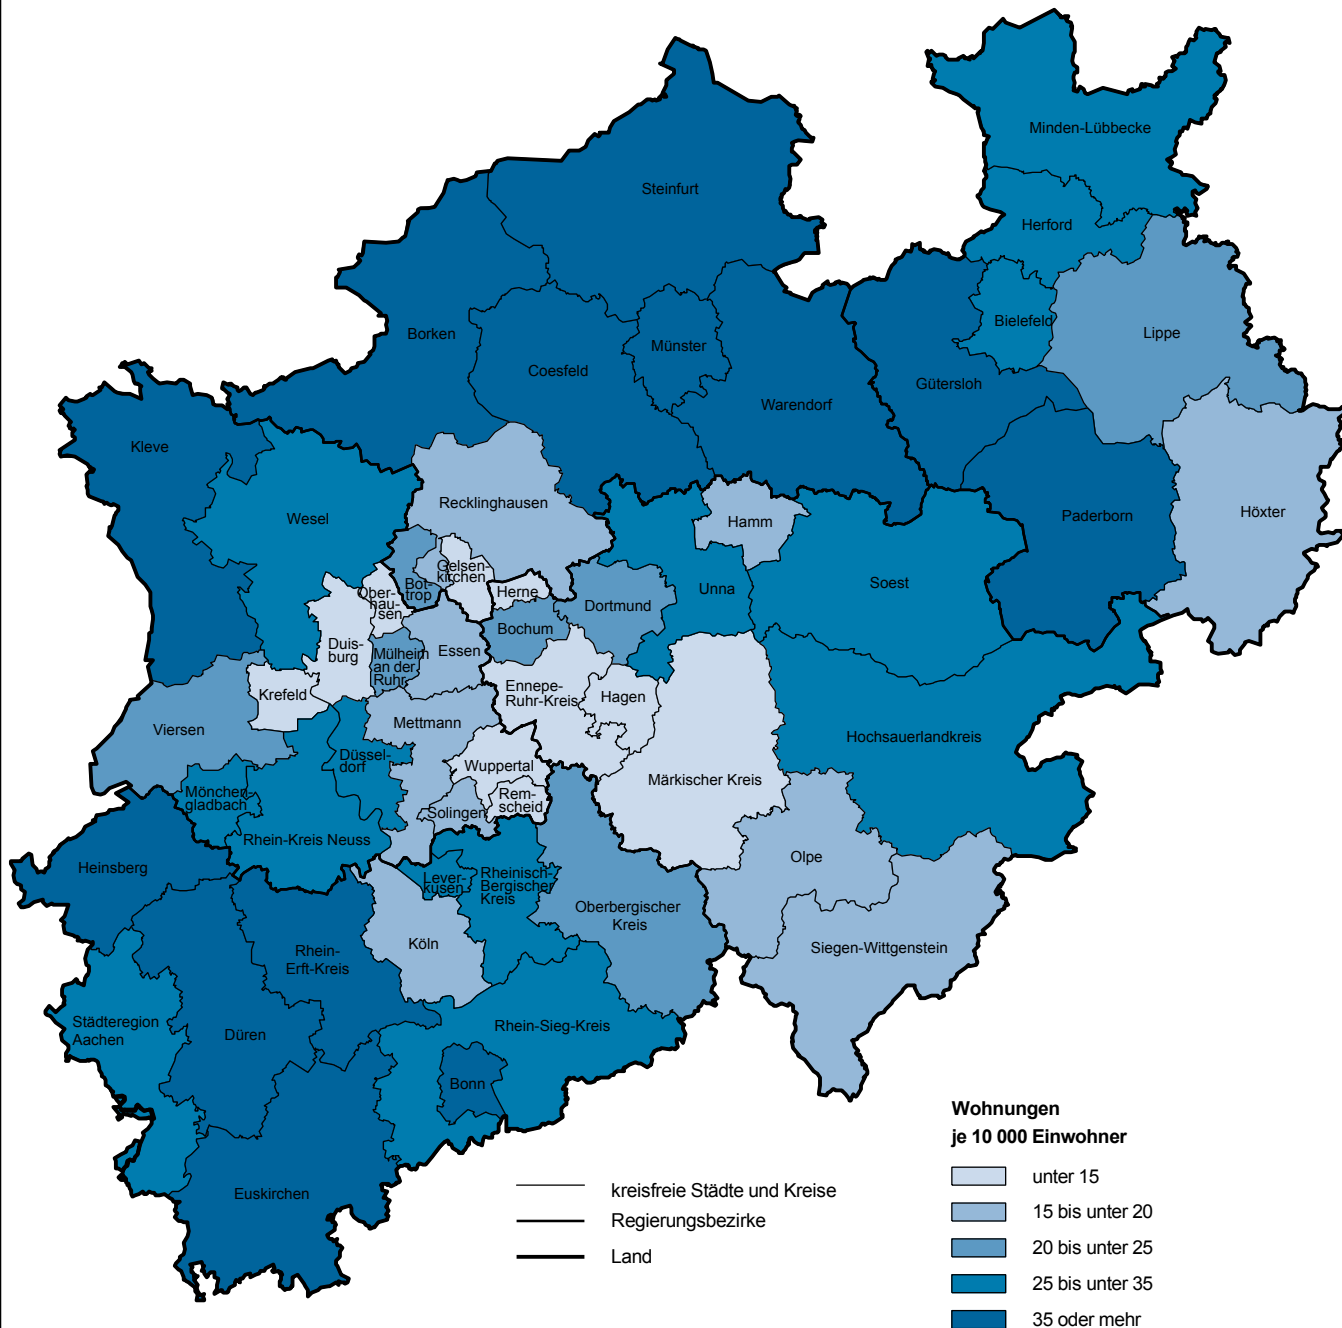 Minden-Lübbecke
Steinfurt
Herford
Bielefeld
Lippe
Borken
Münster
Coesfeld
Gütersloh
Warendorf
Kleve
Recklinghausen
Wesel
Hamm
Paderborn
Höxter
Gelsen-
kirchen
Bot-
trop
Ober-
hau-
sen
Herne
Dortmund
Unna
Soest
Bochum
Duis-
burg
Mülheim
an der
Ruhr
Essen
Krefeld
Ennepe-
Ruhr-Kreis
Hagen
Viersen
Mettmann
Düssel-
dorf
Hochsauerlandkreis
Wuppertal
Märkischer Kreis
Mönchen-
gladbach
Rem-
scheid
Solingen
Rhein-Kreis Neuss
Olpe
Heinsberg
Lever-
kusen
Rheinisch-
Bergischer
Kreis
Oberbergischer
Kreis
Köln
Siegen-Wittgenstein
Rhein-
Erft-Kreis
Städteregion
Aachen
Düren
Rhein-Sieg-Kreis
Bonn
Euskirchen
kreisfreie Städte und Kreise
Regierungsbezirke
Land
Wohnungen
je 10 000 Einwohner
unter 15
15 bis unter 20
20 bis unter 25
25 bis unter 35
35 oder mehr